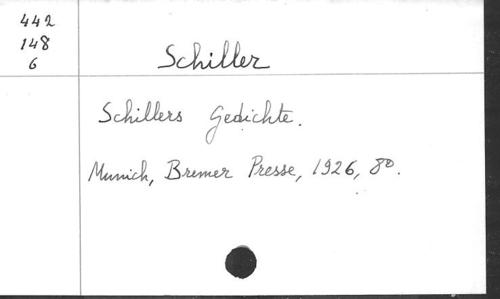 442
148
6
Schiller
Schillers Gedichte.
Munich, Bremer Presse, 1926, 8º.